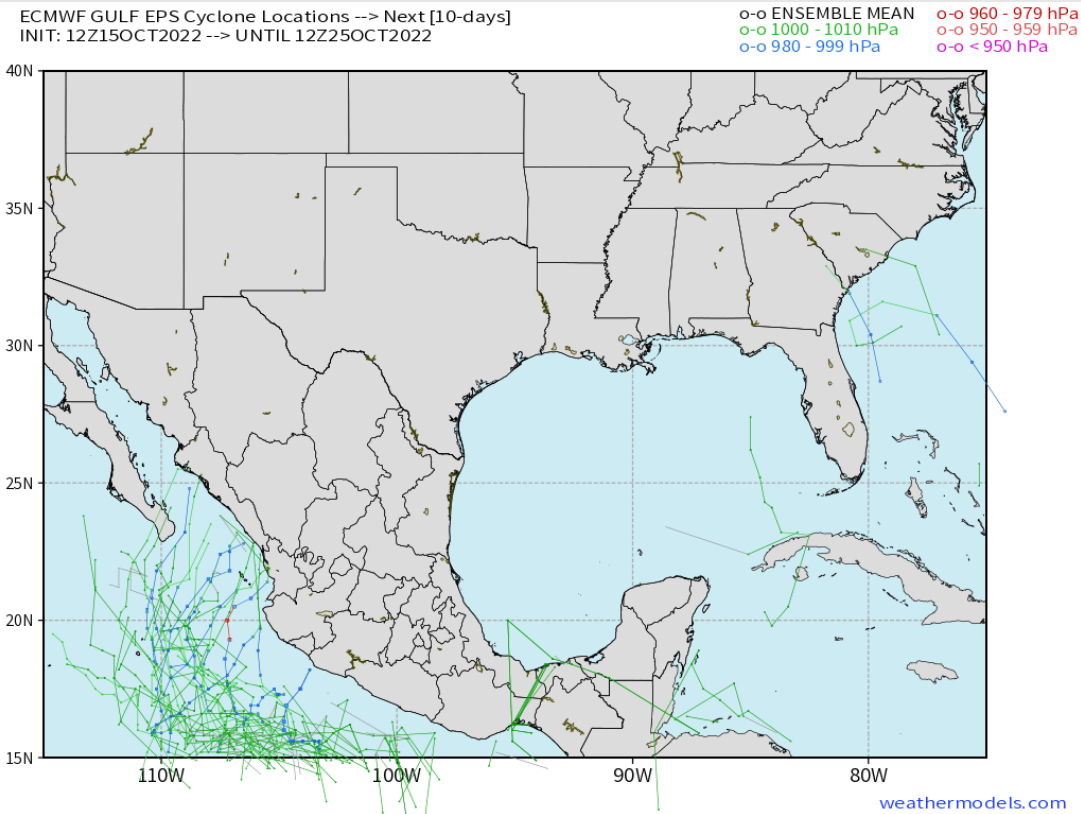 ECMWF GULF EPS Cyclone Locations --> Next [10-days]
INIT: 12Z15OCT2022 --> UNTIL 12Z25OCT2022
o-o ENSEMBLE MEAN
o-o 1000 - 1010 hPa
o-o 980 - 999 hPa
o-o 960 - 979 hPa
o-o 950 - 959 hPa
o-o < 950 hPa
40N
35N
30N
25N
20N
15N
110W
100W
90W
80W
weathermodels.com